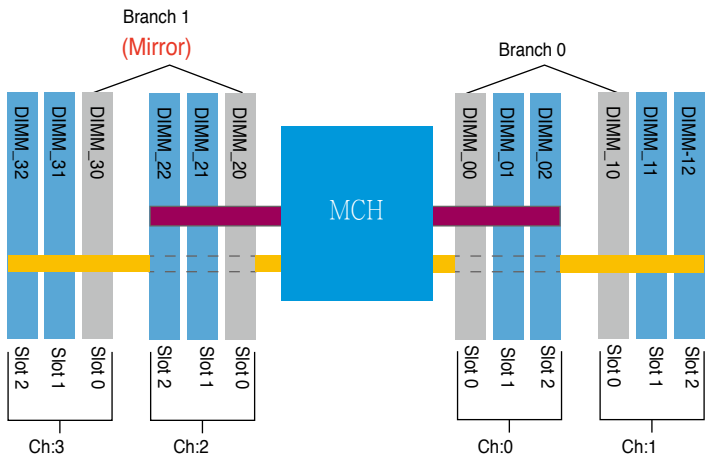 Branch 1
(Mirror)
Branch 0
DIMM_32
DIMM_31
DIMM_30
DIMM_22
DIMM_21
DIMM_20
DIMM_00
DIMM_01
DIMM_02
DIMM_10
DIMM_11
DIMM-12
MCH
Slot 2
Slot 1
Slot 0
Slot 2
Slot 1
Slot 0
Slot 0
Slot 1
Slot 2
Slot 0
Slot 1
Slot 2
Ch:3
Ch:2
Ch:0
Ch:1